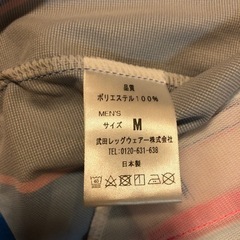 品質
ポリエステル100%
MEN'S
サイズ M
武田レッグウェアー株式会社
TEL:0120-631-638
日本製